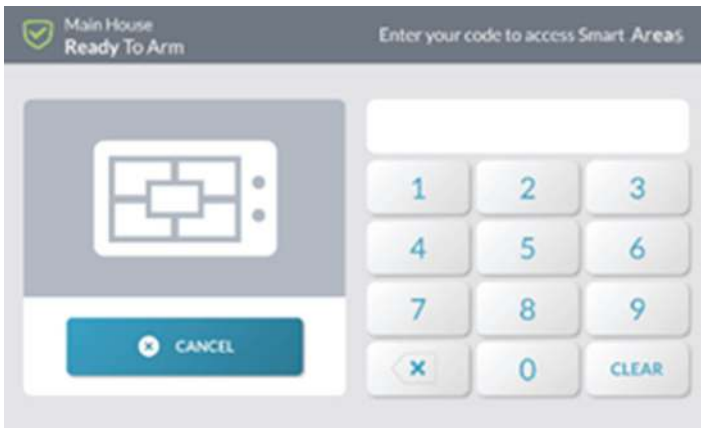 Main House
Ready To Arm
Enter your code to access Smart Areas
1 2 3
4 5 6
CANCEL
7 8 9
0 CLEAR